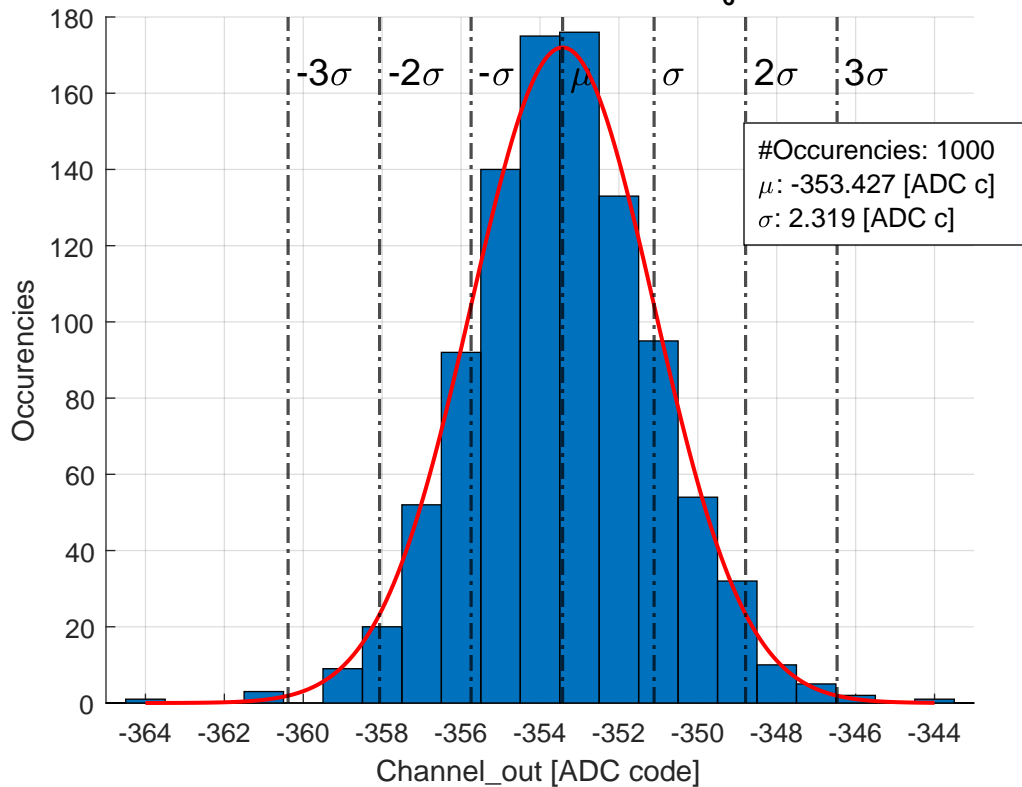 180
160
140
120
100
80
60
40
20
0
Occurencies
-3σ -2σ -σ μ σ 2σ 3σ
#Occurencies: 1000
μ: -353.427 [ADC c]
σ: 2.319 [ADC c]
-364 -362 -360 -358 -356 -354 -352 -350 -348 -346 -344
Channel_out [ADC code]